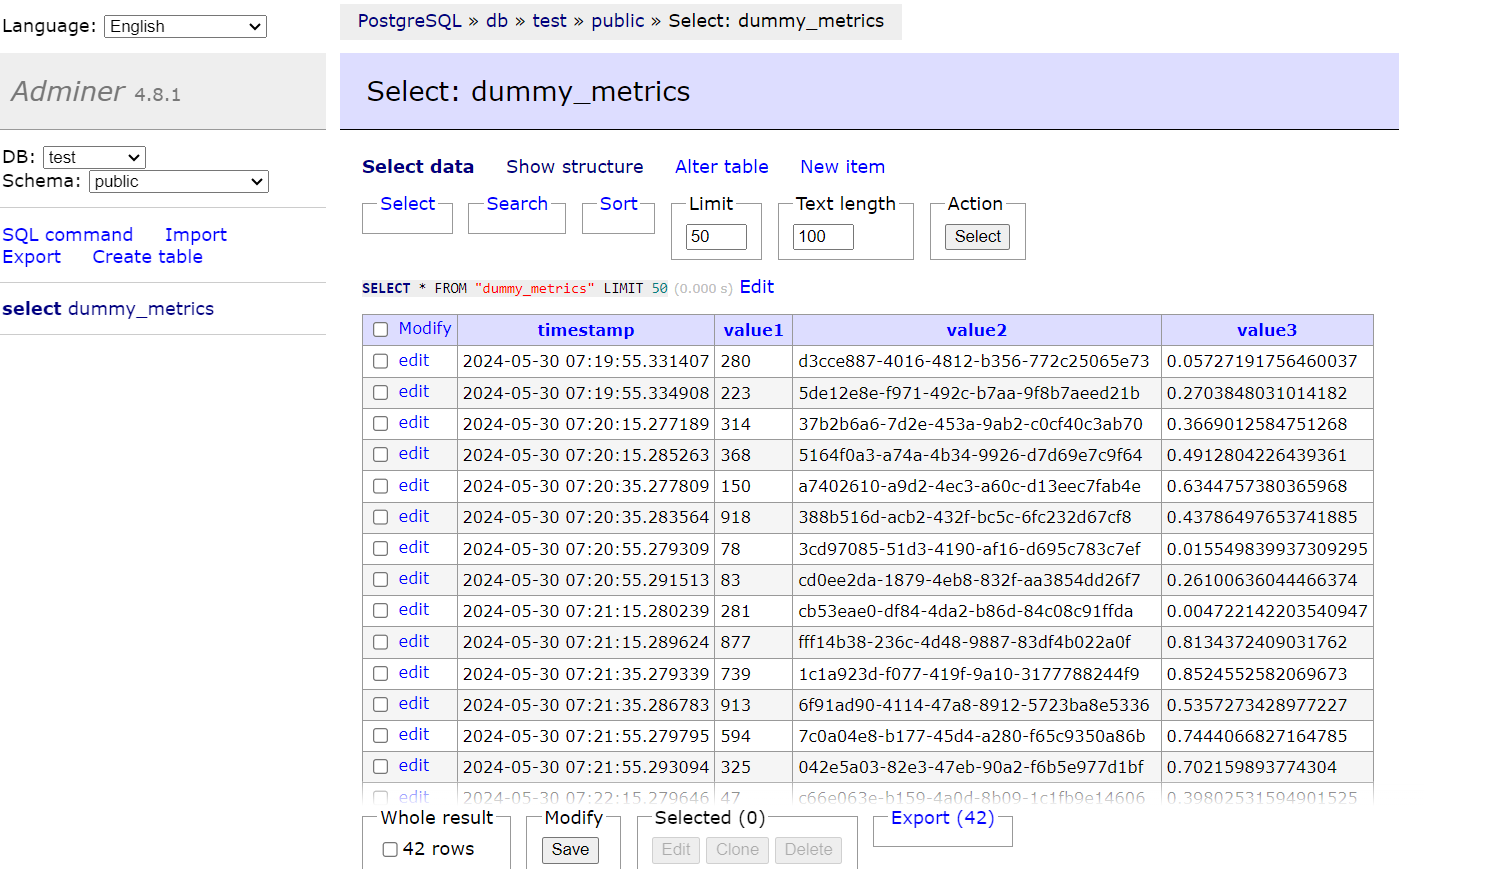 Language: English
PostgreSQL » db » test » public » Select: dummy_metrics
Adminer 4.8.1
Select: dummy_metrics
DB: test
Schema: public
SQL command Import
Export Create table
select dummy_metrics
Select data Show structure Alter table New item
Select Search Sort Limit Text length Action
50 100 Select
SELECT * FROM "dummy_metrics" LIMIT 50 (0.000 s) Edit
Modify timestamp value1 value2 value3
edit 2024-05-30 07:19:55.331407 280 d3cce887-4016-4812-b356-772c25065e73 0.05727191756460037
edit 2024-05-30 07:19:55.334908 223 5de12e8e-f971-492c-b7aa-9f8b7aeed21b 0.2703848031014182
edit 2024-05-30 07:20:15.277189 314 37b2b6a6-7d2e-453a-9ab2-c0cf40c3ab70 0.3669012584751268
edit 2024-05-30 07:20:15.285263 368 5164f0a3-a74a-4b34-9926-d7d69e7c9f64 0.4912804226439361
edit 2024-05-30 07:20:35.277809 150 a7402610-a9d2-4ec3-a60c-d13eec7fab4e 0.6344757380365968
edit 2024-05-30 07:20:35.283564 918 388b516d-acb2-432f-bc5c-6fc232d67cf8 0.43786497653741885
edit 2024-05-30 07:20:55.279309 78 3cd97085-51d3-4190-af16-d695c783c7ef 0.015549839937309295
edit 2024-05-30 07:20:55.291513 83 cd0ee2da-1879-4eb8-832f-aa3854dd26f7 0.26100636044466374
edit 2024-05-30 07:21:15.280239 281 cb53eae0-df84-4da2-b86d-84c08c91ffda 0.004722142203540947
edit 2024-05-30 07:21:15.289624 877 fff14b38-236c-4d48-9887-83df4b022a0f 0.8134372409031762
edit 2024-05-30 07:21:35.279339 739 1c1a923d-f077-419f-9a10-3177788244f9 0.8524552582069673
edit 2024-05-30 07:21:35.286783 913 6f91ad90-4114-47a8-8912-5723ba8e5336 0.5357273428977227
edit 2024-05-30 07:21:55.279795 594 7c0a04e8-b177-45d4-a280-f65c9350a86b 0.7444066827164785
edit 2024-05-30 07:21:55.293094 325 042e5a03-82e3-47eb-90a2-f6b5e977d1bf 0.702159893774304
edit 2024-05-30 07:22:15.279646 47 c66e063e-b159-4a0d-8b09-1c1fb9e14606 0.39802531594901525
Whole result Modify Selected (0) Export (42)
42 rows Save Edit Clone Delete